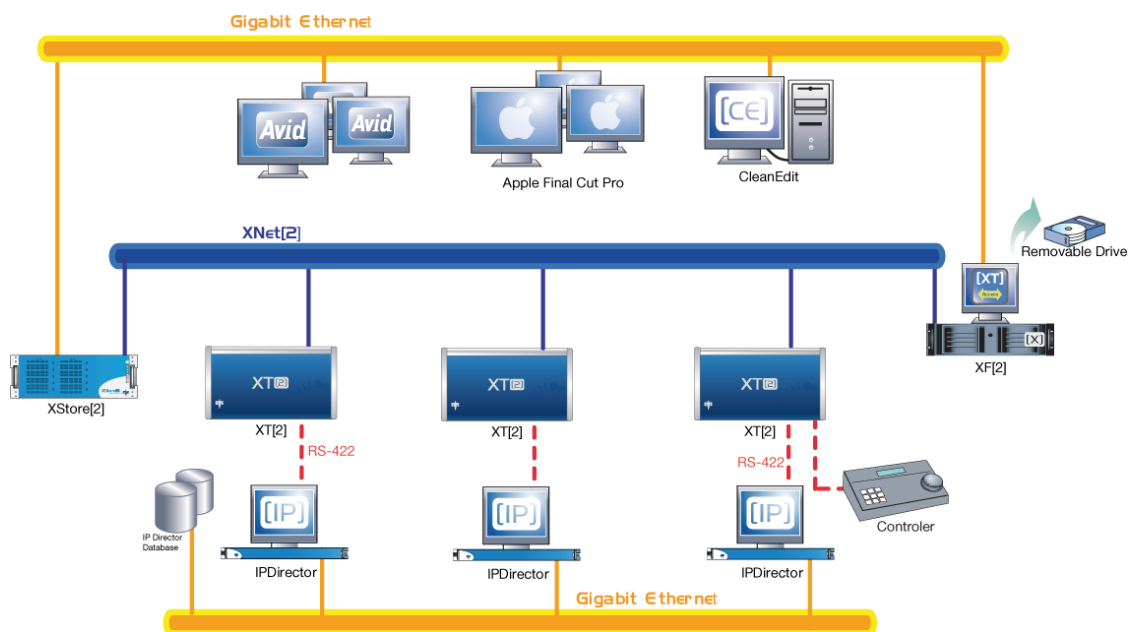 Gigabit Ethernet
Avid
Avid
[CE]
Apple Final Cut Pro
CleanEdit
XNet[2]
Removable Drive
[XT]
[X]
XF[2]
XStore[2]
XT[2]
XT[2]
XT[2]
XT[2]
XT[2]
XT[2]
RS-422
RS-422
[IP]
[IP]
[IP]
Controler
IP Director
Database
IPDirector
IPDirector
IPDirector
Gigabit Ethernet